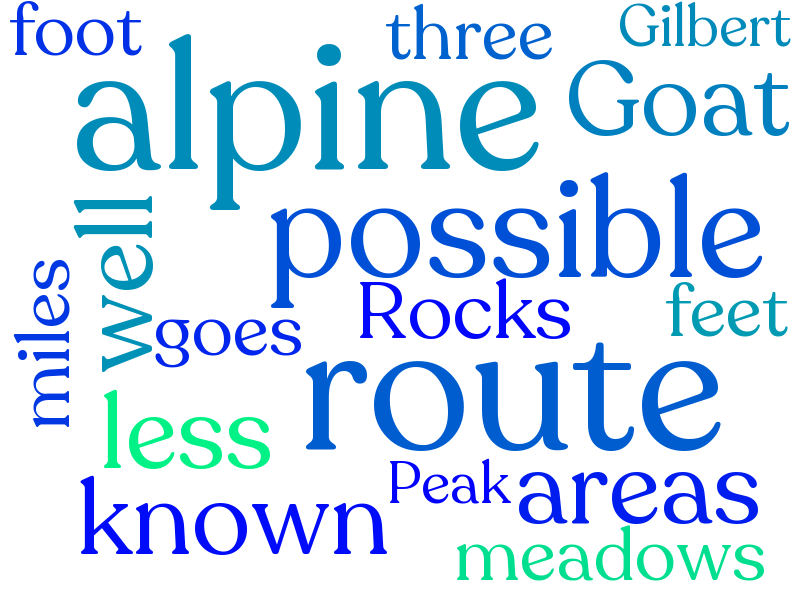 foot
three
Gilbert
alpine
Goat
well
possible
miles
goes
Rocks
feet
route
less
Peak
areas
known
meadows